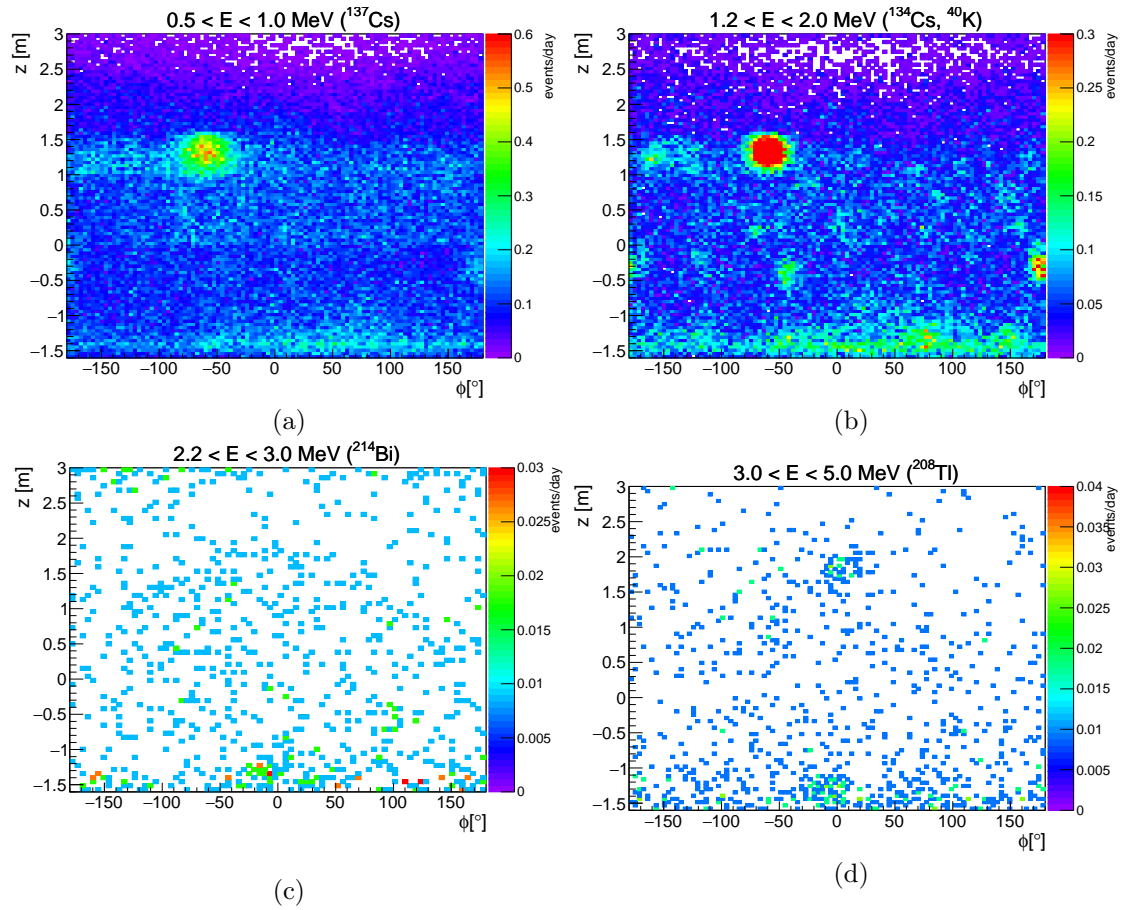 0.5 < E < 1.0 MeV (¹³⁷Cs)
z [m]
3
2.5
2
1.5
1
0.5
0
−0.5
−1
−1.5
−150 −100 −50 0 50 100 150
ϕ[°]
0.6
0.5
0.4
0.3
0.2
0.1
0
events/day
(a)
1.2 < E < 2.0 MeV (¹³⁴Cs, ⁴⁰K)
z [m]
3
2.5
2
1.5
1
0.5
0
−0.5
−1
−1.5
−150 −100 −50 0 50 100 150
ϕ[°]
0.3
0.25
0.2
0.15
0.1
0.05
0
events/day
(b)
2.2 < E < 3.0 MeV (²¹⁴Bi)
z [m]
3
2.5
2
1.5
1
0.5
0
−0.5
−1
−1.5
−150 −100 −50 0 50 100 150
ϕ[°]
0.03
0.025
0.02
0.015
0.01
0.005
0
events/day
(c)
3.0 < E < 5.0 MeV (²⁰⁸Tl)
z [m]
3
2.5
2
1.5
1
0.5
0
−0.5
−1
−1.5
−150 −100 −50 0 50 100 150
ϕ[°]
0.04
0.035
0.03
0.025
0.02
0.015
0.01
0.005
0
events/day
(d)